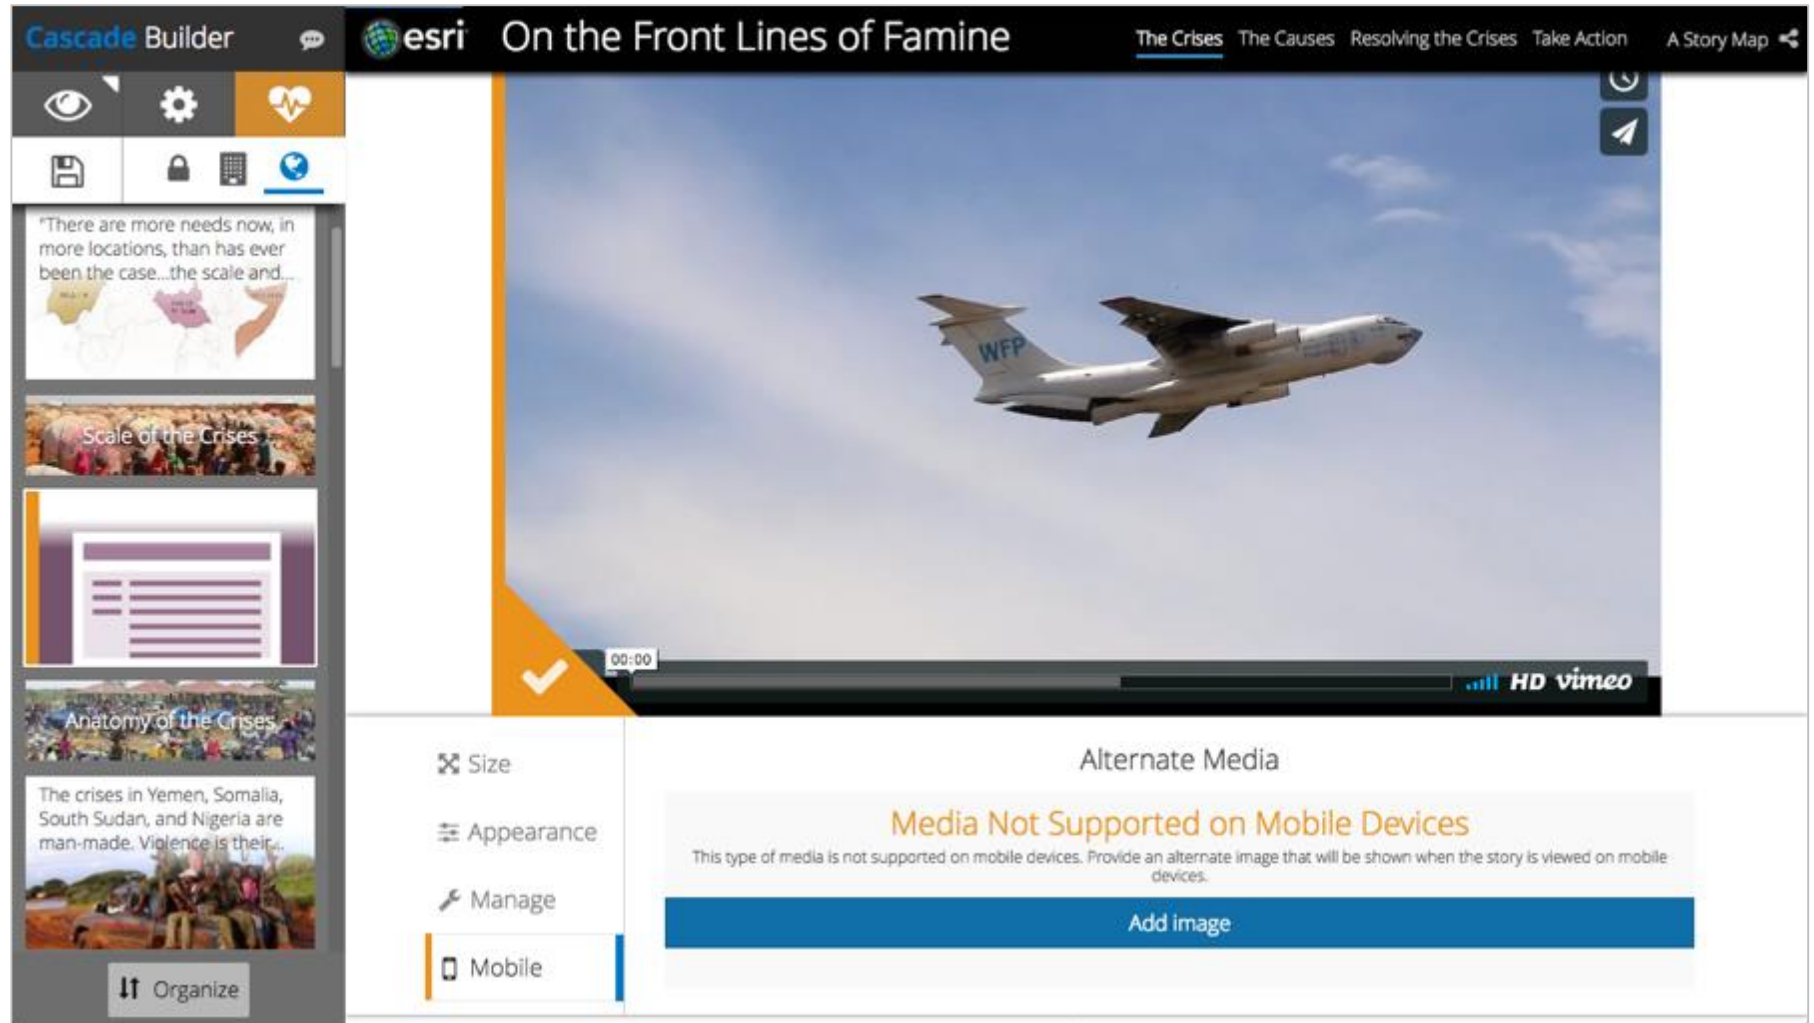 Cascade Builder
esri
On the Front Lines of Famine
The Crises The Causes Resolving the Crises Take Action
A Story Map
"There are more needs now, in
more locations, than has ever
been the case...the scale and...
Scale of the Crises
Anatomy of the Crises
The crises in Yemen, Somalia,
South Sudan, and Nigeria are
man-made. Violence is their...
Organize
WFP
00:00
HD vimeo
Size
Appearance
Manage
Mobile
Alternate Media
Media Not Supported on Mobile Devices
This type of media is not supported on mobile devices. Provide an alternate image that will be shown when the story is viewed on mobile
devices.
Add image